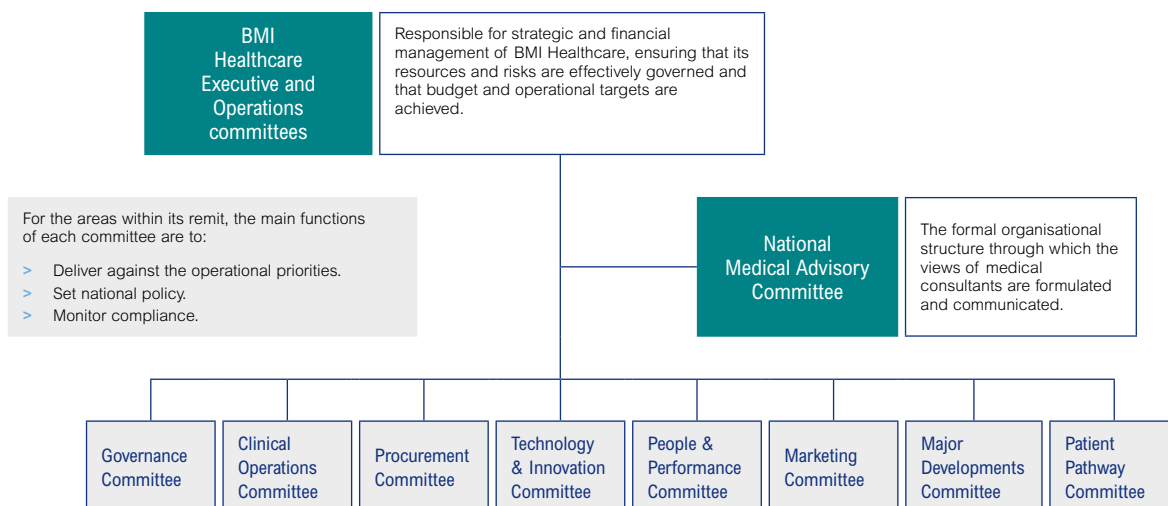 BMI
Healthcare
Executive and
Operations
committees
Responsible for strategic and financial
management of BMI Healthcare, ensuring that its
resources and risks are effectively governed and
that budget and operational targets are
achieved.
For the areas within its remit, the main functions
of each committee are to:
> Deliver against the operational priorities.
> Set national policy.
> Monitor compliance.
National
Medical Advisory
Committee
The formal organisational
structure through which the
views of medical
consultants are formulated
and communicated.
Governance
Committee
Clinical
Operations
Committee
Procurement
Committee
Technology
& Innovation
Committee
People &
Performance
Committee
Marketing
Committee
Major
Developments
Committee
Patient
Pathway
Committee